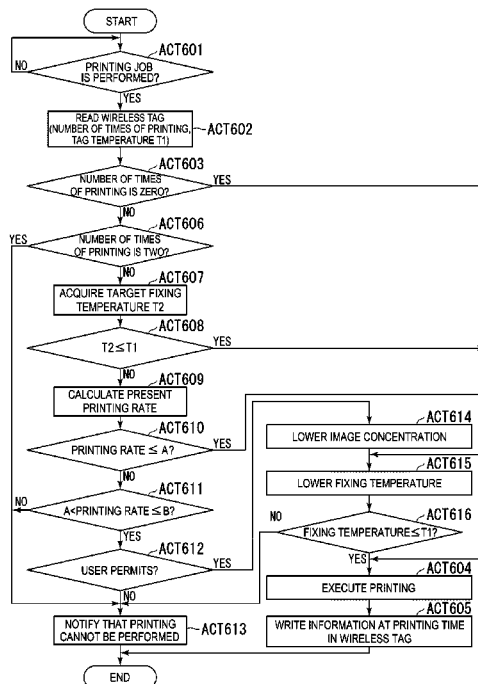 START
ACT601
PRINTING JOB
IS PERFORMED?
NO
YES
READ WIRELESS TAG
(NUMBER OF TIMES OF PRINTING,
TAG TEMPERATURE T1)
ACT602
ACT603
NUMBER OF TIMES
OF PRINTING IS ZERO?
YES
NO
ACT606
YES
NUMBER OF TIMES
OF PRINTING IS TWO?
NO
ACT607
ACQUIRE TARGET FIXING
TEMPERATURE T2
ACT608
T2≤T1
YES
NO
ACT609
CALCULATE PRESENT
PRINTING RATE
ACT610
PRINTING RATE ≤ A?
YES
NO
ACT611
NO
A<PRINTING RATE≤B?
YES
ACT612
USER PERMITS?
YES
NO
NOTIFY THAT PRINTING
CANNOT BE PERFORMED
ACT613
ACT614
LOWER IMAGE CONCENTRATION
ACT615
LOWER FIXING TEMPERATURE
ACT616
NO
FIXING TEMPERATURE≤T1?
YES
ACT604
EXECUTE PRINTING
ACT605
WRITE INFORMATION AT PRINTING TIME
IN WIRELESS TAG
END